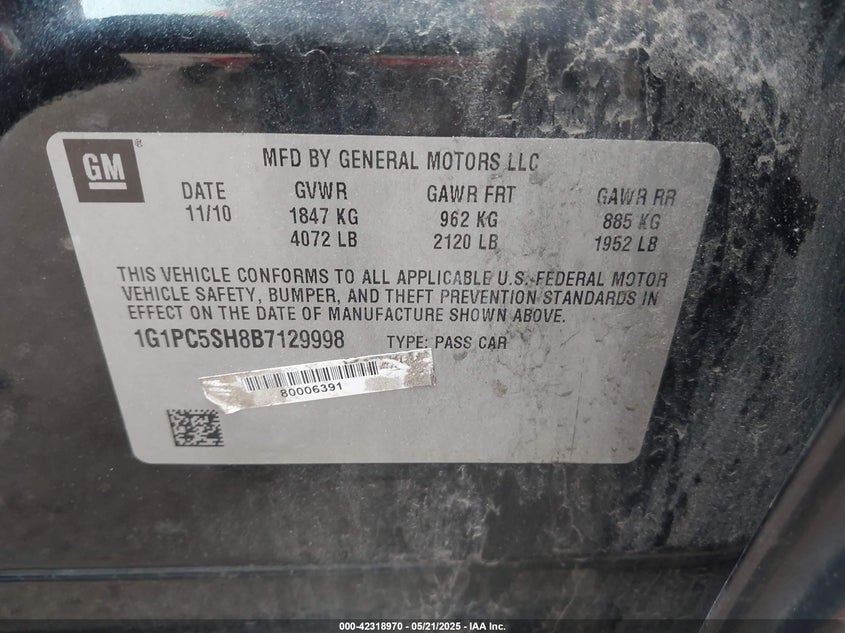 GM
MFD BY GENERAL MOTORS LLC
DATE GVWR GAWR FRT GAWR RR
11/10 1847 KG 962 KG 885 KG
4072 LB 2120 LB 1952 LB
THIS VEHICLE CONFORMS TO ALL APPLICABLE U.S. FEDERAL MOTOR
VEHICLE SAFETY, BUMPER, AND THEFT PREVENTION STANDARDS IN
EFFECT ON THE DATE OF MANUFACTURE SHOWN ABOVE.
1G1PC5SH8B7129998 TYPE: PASS CAR
80006391
000-42318970 // 05/21/2025 // IAA Inc.